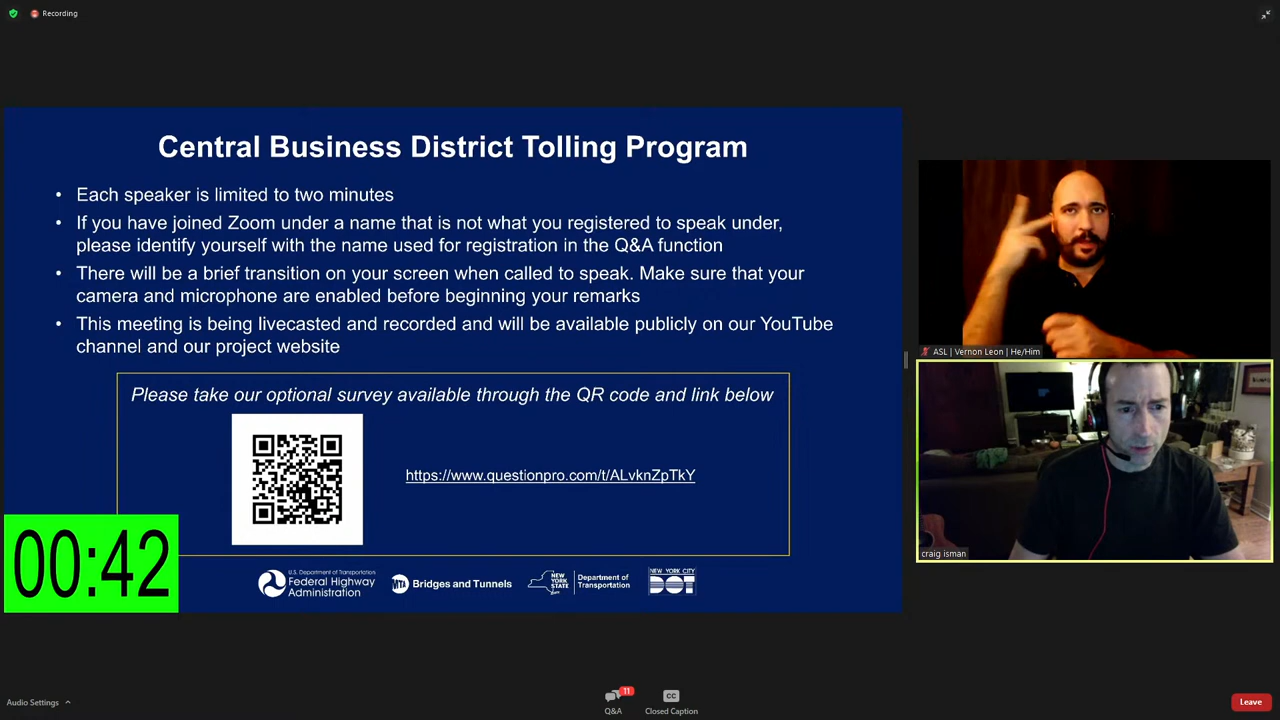 Recording
Central Business District Tolling Program
• Each speaker is limited to two minutes
• If you have joined Zoom under a name that is not what you registered to speak under,
please identify yourself with the name used for registration in the Q&A function
• There will be a brief transition on your screen when called to speak. Make sure that your
camera and microphone are enabled before beginning your remarks
• This meeting is being livecasted and recorded and will be available publicly on our YouTube
channel and our project website
Please take our optional survey available through the QR code and link below
https://www.questionpro.com/t/ALvknZpTkY
00:42
U.S. Department of Transportation
Federal Highway
Administration
MTA Bridges and Tunnels
NEW YORK STATE
Department of
Transportation
NEW YORK CITY
DOT
ASL | Vernon Leon | He/Him
craig isman
Audio Settings
11
Q&A
CC
Closed Caption
Leave